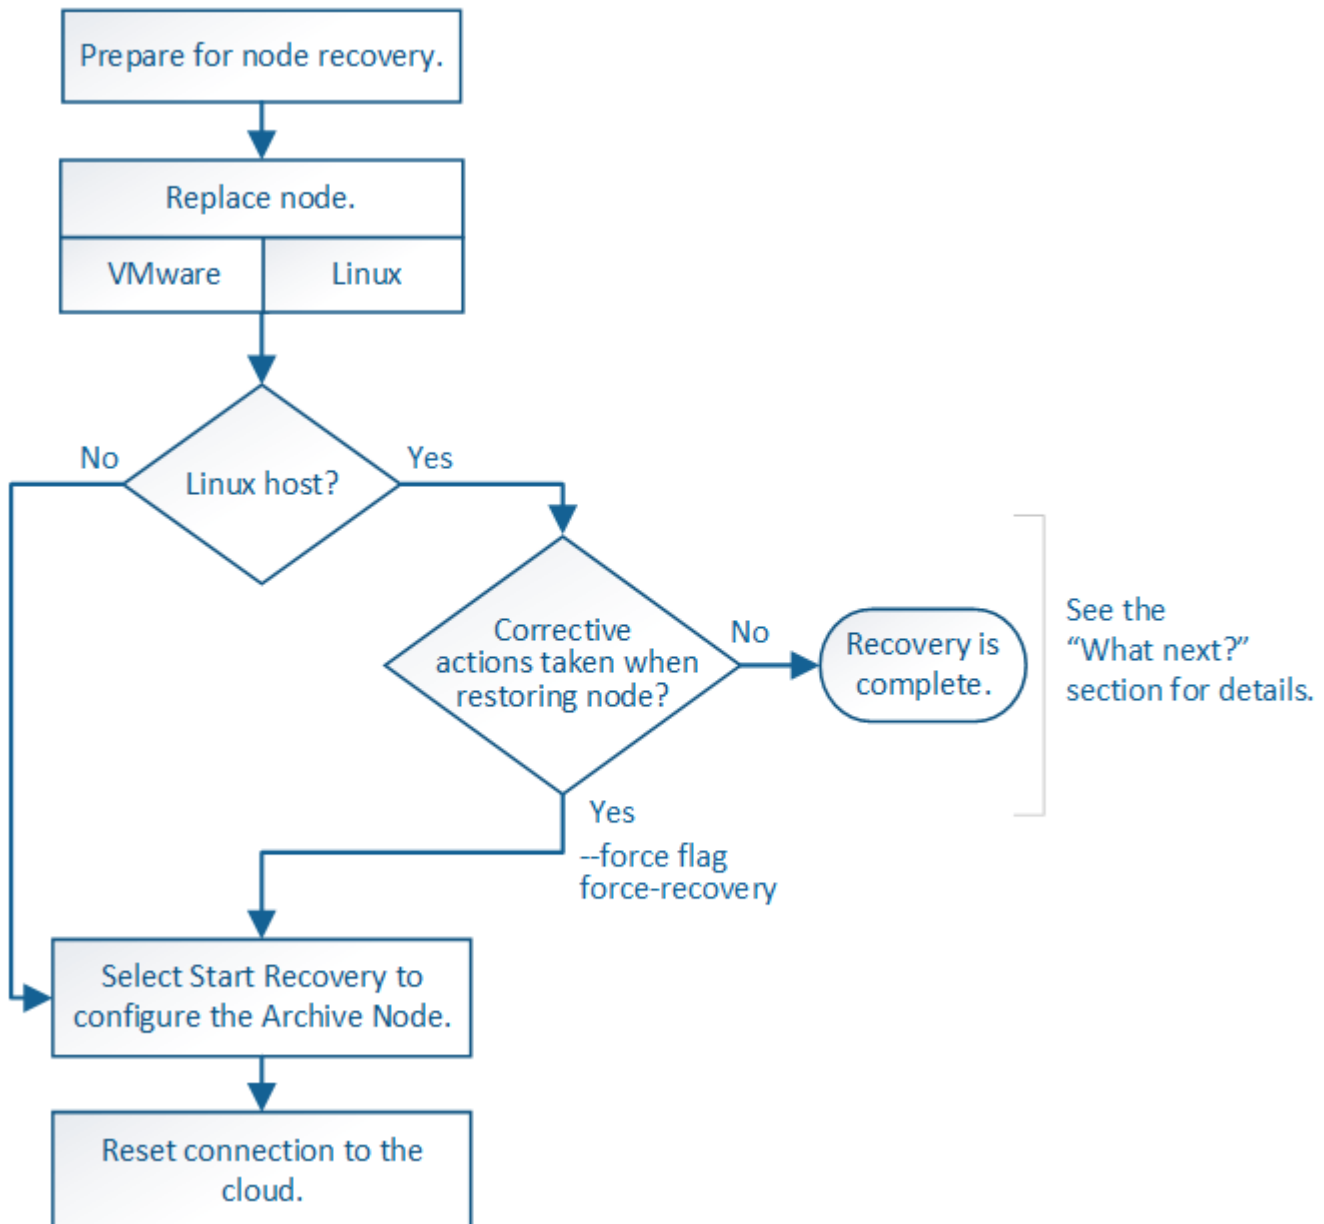 Prepare for node recovery.
Replace node.
VMware
Linux
No
Yes
Linux host?
Corrective
actions taken when
restoring node?
No
Recovery is
complete.
See the
“What next?”
section for details.
Yes
--force flag
force-recovery
Select Start Recovery to
configure the Archive Node.
Reset connection to the
cloud.